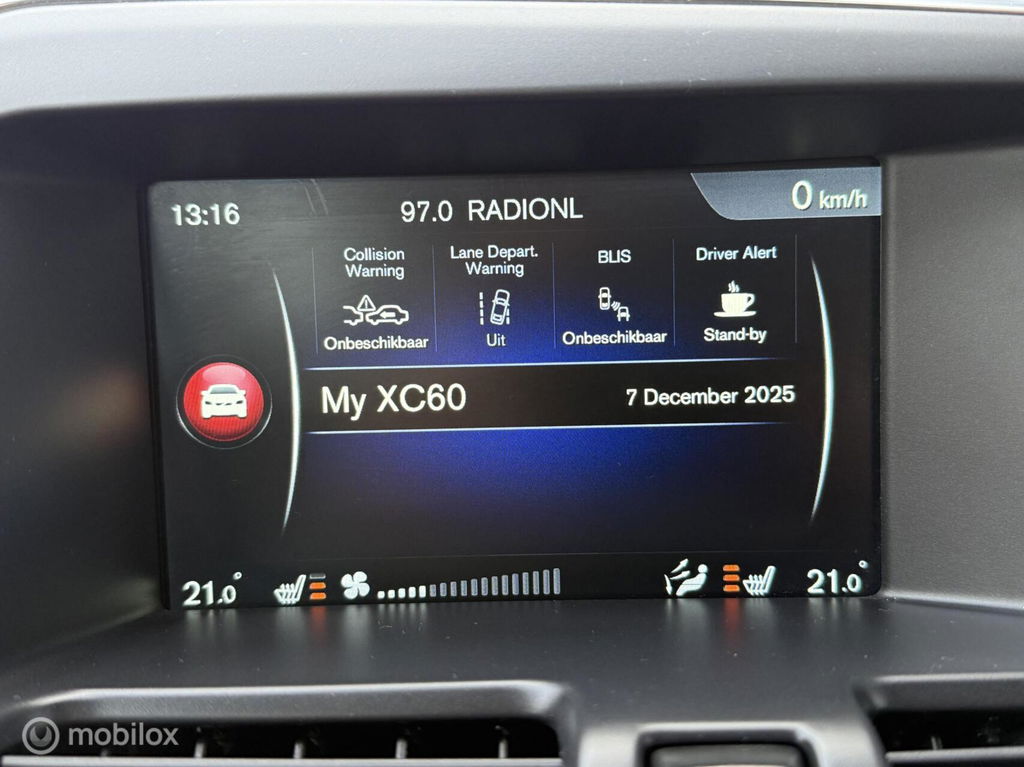 13:16
97.0 RADIONL
0 km/h
Collision
Warning
Onbeschikbaar
Lane Depart.
Warning
Uit
BLIS
Onbeschikbaar
Driver Alert
Stand-by
My XC60
7 December 2025
21.0°
21.0°
mobilox